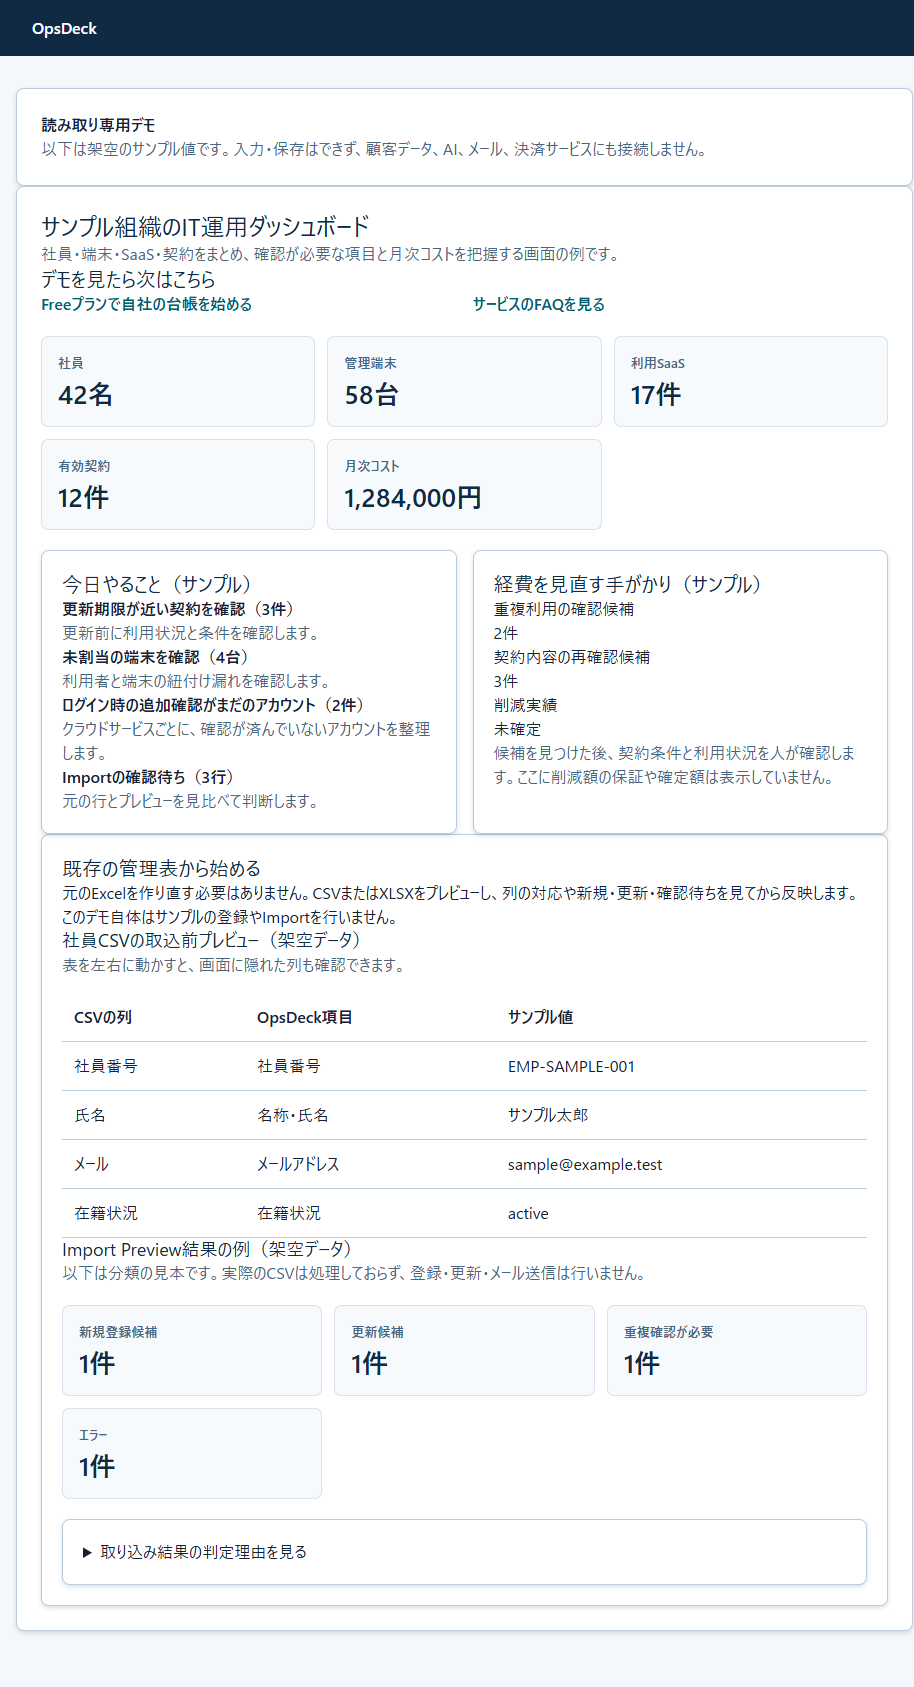 OpsDeck
読み取り専用デモ
以下は架空のサンプル値です。入力・保存はできず、顧客データ、AI、メール、決済サービスにも接続しません。
サンプル組織のIT運用ダッシュボード
社員・端末・SaaS・契約をまとめ、確認が必要な項目と月次コストを把握する画面の例です。
デモを見たら次はこちら
Freeプランで自社の台帳を始める
サービスのFAQを見る
社員
42名
管理端末
58台
利用SaaS
17件
有効契約
12件
月次コスト
1,284,000円
今日やること（サンプル）
更新期限が近い契約を確認（3件）
更新前に利用状況と条件を確認します。
未割当の端末を確認（4台）
利用者と端末の紐付け漏れを確認します。
ログイン時の追加確認がまだのアカウント（2件）
クラウドサービスごとに、確認が済んでいないアカウントを整理
します。
Importの確認待ち（3行）
元の行とプレビューを見比べて判断します。
経費を見直す手がかり（サンプル）
重複利用の確認候補
2件
契約内容の再確認候補
3件
削減実績
未確定
候補を見つけた後、契約条件と利用状況を人が確認しま
す。ここに削減額の保証や確定額は表示していません。
既存の管理表から始める
元のExcelを作り直す必要はありません。CSVまたはXLSXをプレビューし、列の対応や新規・更新・確認待ちを見てから反映します。
このデモ自体はサンプルの登録やImportを行いません。
社員CSVの取込前プレビュー（架空データ）
表を左右に動かすと、画面に隠れた列も確認できます。
CSVの列 OpsDeck項目 サンプル値
社員番号 社員番号 EMP-SAMPLE-001
氏名 名称・氏名 サンプル太郎
メール メールアドレス sample@example.test
在籍状況 在籍状況 active
Import Preview結果の例（架空データ）
以下は分類の見本です。実際のCSVは処理しておらず、登録・更新・メール送信は行いません。
新規登録候補
1件
更新候補
1件
重複確認が必要
1件
エラー
1件
▶ 取り込み結果の判定理由を見る